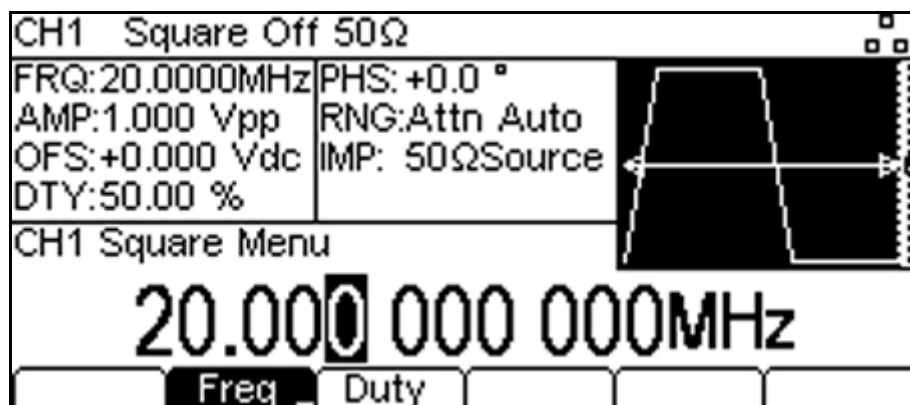 CH1 Square Off 50Ω
FRQ:20.0000MHz
AMP:1.000 Vpp
OFS:+0.000 Vdc
DTY:50.00 %
PHS:+0.0 °
RNG:Attn Auto
IMP: 50ΩSource
CH1 Square Menu
20.000 000 000MHz
Freq
Duty